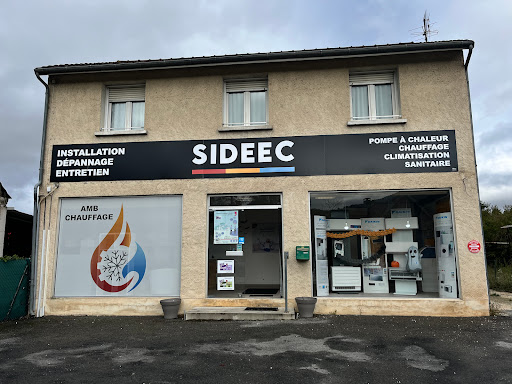 INSTALLATION
DÉPANNAGE
ENTRETIEN
SIDEEC
POMPE À CHALEUR
CHAUFFAGE
CLIMATISATION
SANITAIRE
AMB
CHAUFFAGE